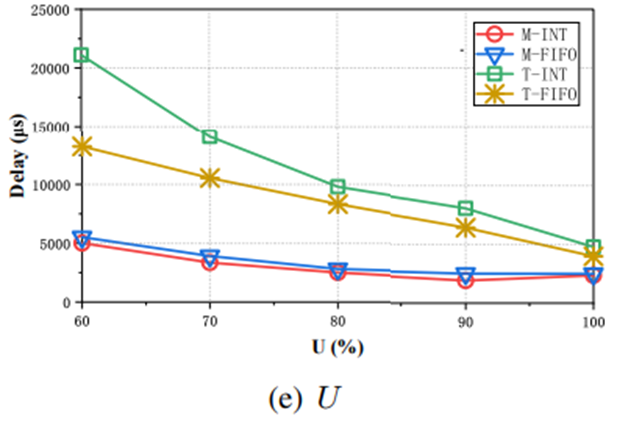 25000
20000
15000
10000
5000
0
Delay (μs)
M-INT
M-FIFO
T-INT
T-FIFO
60 70 80 90 100
U (%)
(e) U